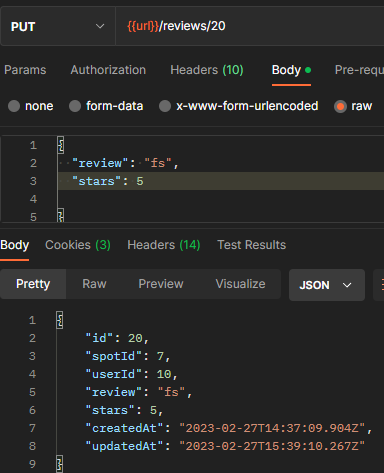 PUT {{url}}/reviews/20
Params Authorization Headers (10) Body Pre-requ
none form-data x-www-form-urlencoded raw
1 {
2 "review": "fs",
3 "stars": 5
4
5 }
Body Cookies (3) Headers (14) Test Results
Pretty Raw Preview Visualize JSON
1 {
2 "id": 20,
3 "spotId": 7,
4 "userId": 10,
5 "review": "fs",
6 "stars": 5,
7 "createdAt": "2023-02-27T14:37:09.904Z",
8 "updatedAt": "2023-02-27T15:39:10.267Z"
9 }